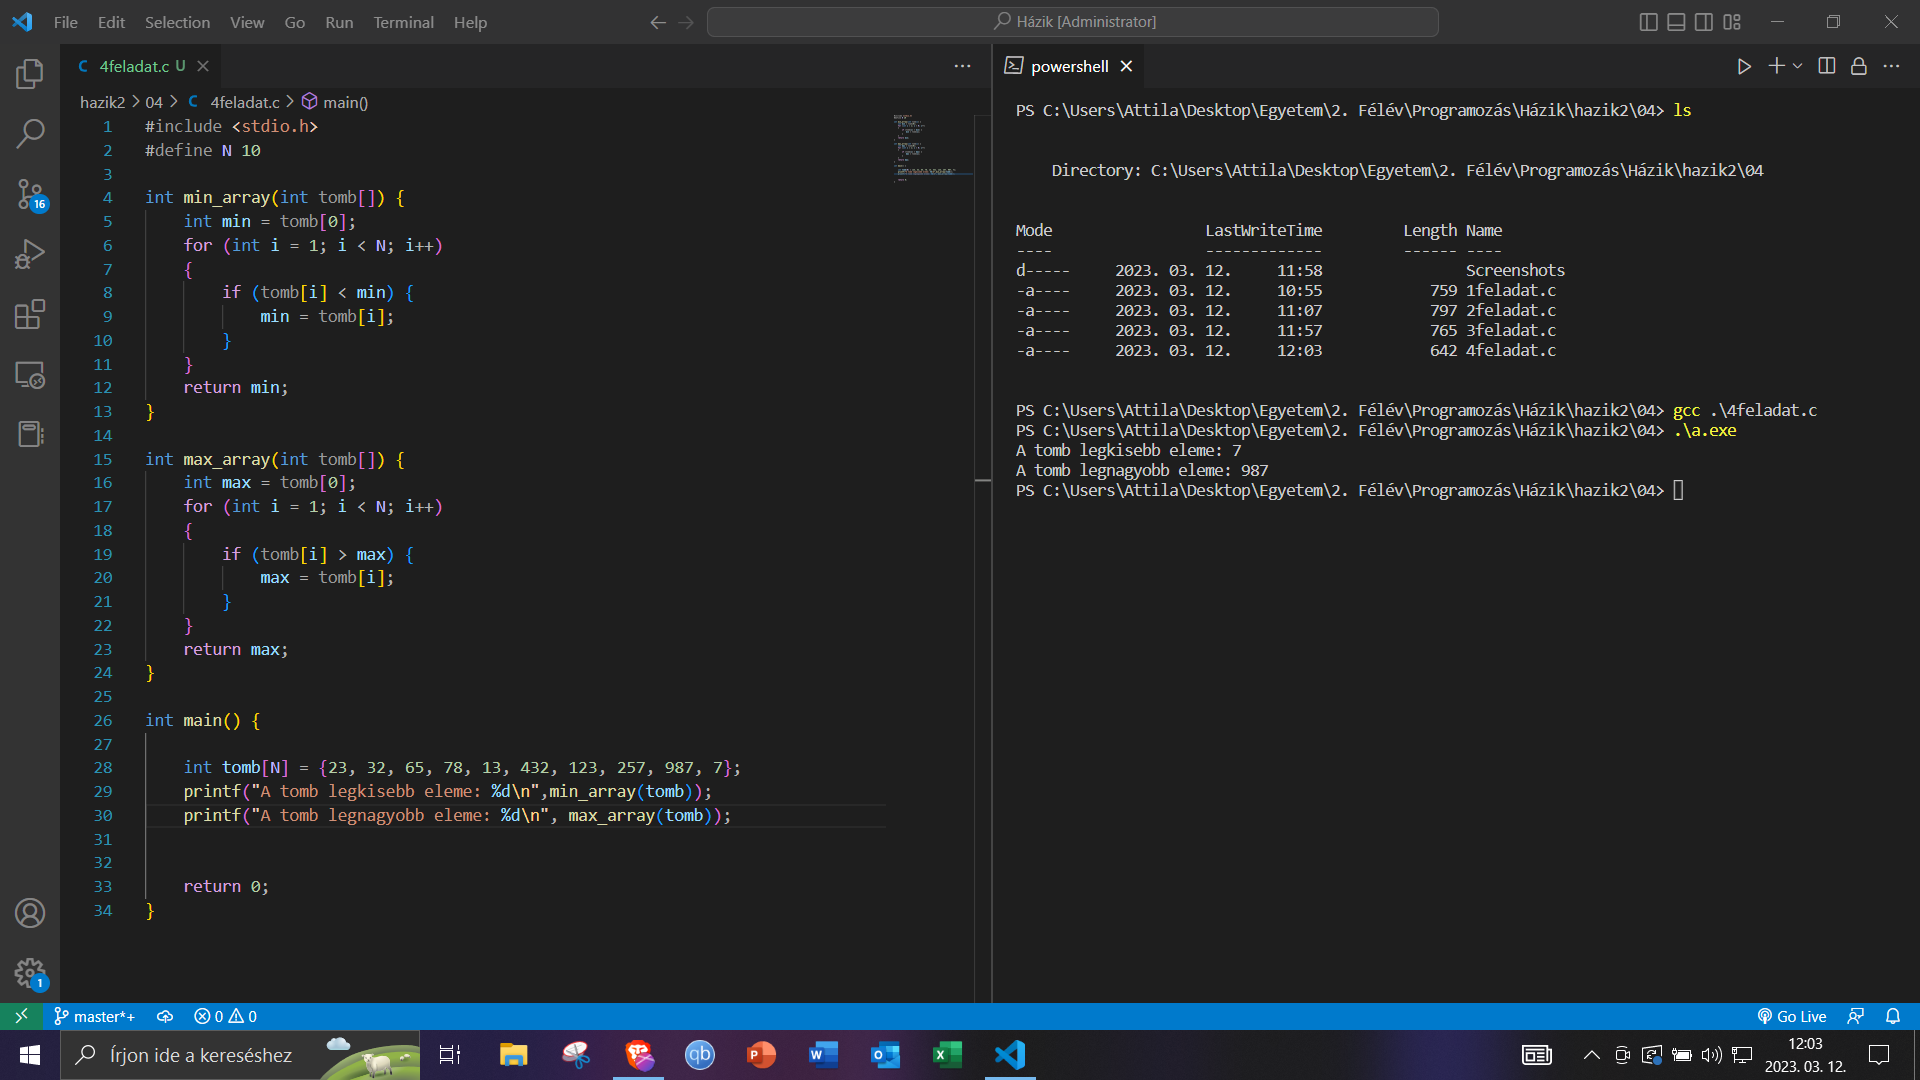 File Edit Selection View Go Run Terminal Help
Házik [Administrator]
4feladat.c U
powershell
hazik2 > 04 > C 4feladat.c > main()
1 #include <stdio.h>
2 #define N 10
3
4 int min_array(int tomb[]) {
5 int min = tomb[0];
6 for (int i = 1; i < N; i++)
7 {
8 if (tomb[i] < min) {
9 min = tomb[i];
10 }
11 }
12 return min;
13 }
14
15 int max_array(int tomb[]) {
16 int max = tomb[0];
17 for (int i = 1; i < N; i++)
18 {
19 if (tomb[i] > max) {
20 max = tomb[i];
21 }
22 }
23 return max;
24 }
25
26 int main() {
27
28 int tomb[N] = {23, 32, 65, 78, 13, 432, 123, 257, 987, 7};
29 printf("A tomb legkisebb eleme: %d\n",min_array(tomb));
30 printf("A tomb legnagyobb eleme: %d\n", max_array(tomb));
31
32
33 return 0;
34 }
PS C:\Users\Attila\Desktop\Egyetem\2. Félév\Programozás\Házik\hazik2\04> ls
Directory: C:\Users\Attila\Desktop\Egyetem\2. Félév\Programozás\Házik\hazik2\04
Mode LastWriteTime Length Name
---- ------------- ------ ----
d----- 2023. 03. 12. 11:58 Screenshots
-a---- 2023. 03. 12. 10:55 759 1feladat.c
-a---- 2023. 03. 12. 11:07 797 2feladat.c
-a---- 2023. 03. 12. 11:57 765 3feladat.c
-a---- 2023. 03. 12. 12:03 642 4feladat.c
PS C:\Users\Attila\Desktop\Egyetem\2. Félév\Programozás\Házik\hazik2\04> gcc .\4feladat.c
PS C:\Users\Attila\Desktop\Egyetem\2. Félév\Programozás\Házik\hazik2\04> .\a.exe
A tomb legkisebb eleme: 7
A tomb legnagyobb eleme: 987
PS C:\Users\Attila\Desktop\Egyetem\2. Félév\Programozás\Házik\hazik2\04>
16
1
master*+ 0 0
Go Live
Írjon ide a kereséshez
qb
P
W
O
X
12:03
2023. 03. 12.